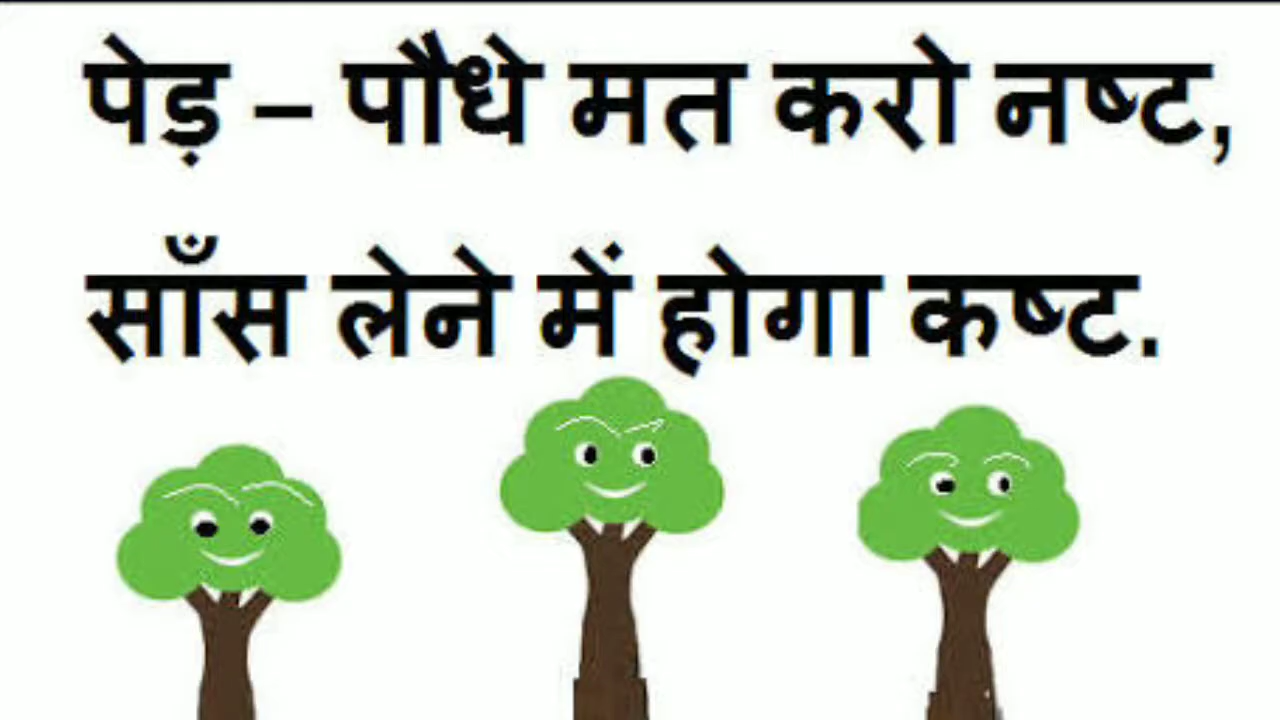 पेड़ – पौधे मत करो नष्ट,
साँस लेने में होगा कष्ट.